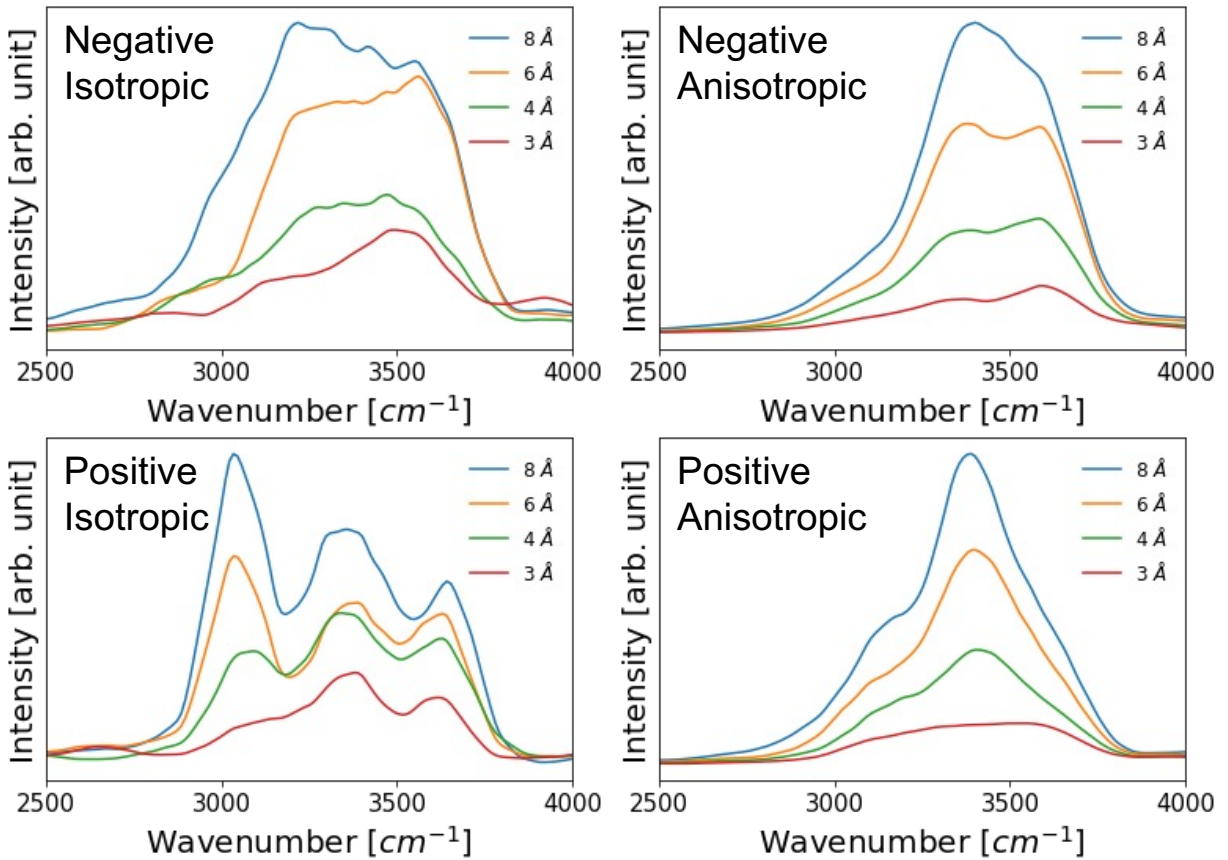 Negative
Isotropic
8 Å
6 Å
4 Å
3 Å
Intensity [arb. unit]
2500 3000 3500 4000
Wavenumber [cm⁻¹]
Negative
Anisotropic
8 Å
6 Å
4 Å
3 Å
Intensity [arb. unit]
2500 3000 3500 4000
Wavenumber [cm⁻¹]
Positive
Isotropic
8 Å
6 Å
4 Å
3 Å
Intensity [arb. unit]
2500 3000 3500 4000
Wavenumber [cm⁻¹]
Positive
Anisotropic
8 Å
6 Å
4 Å
3 Å
Intensity [arb. unit]
2500 3000 3500 4000
Wavenumber [cm⁻¹]